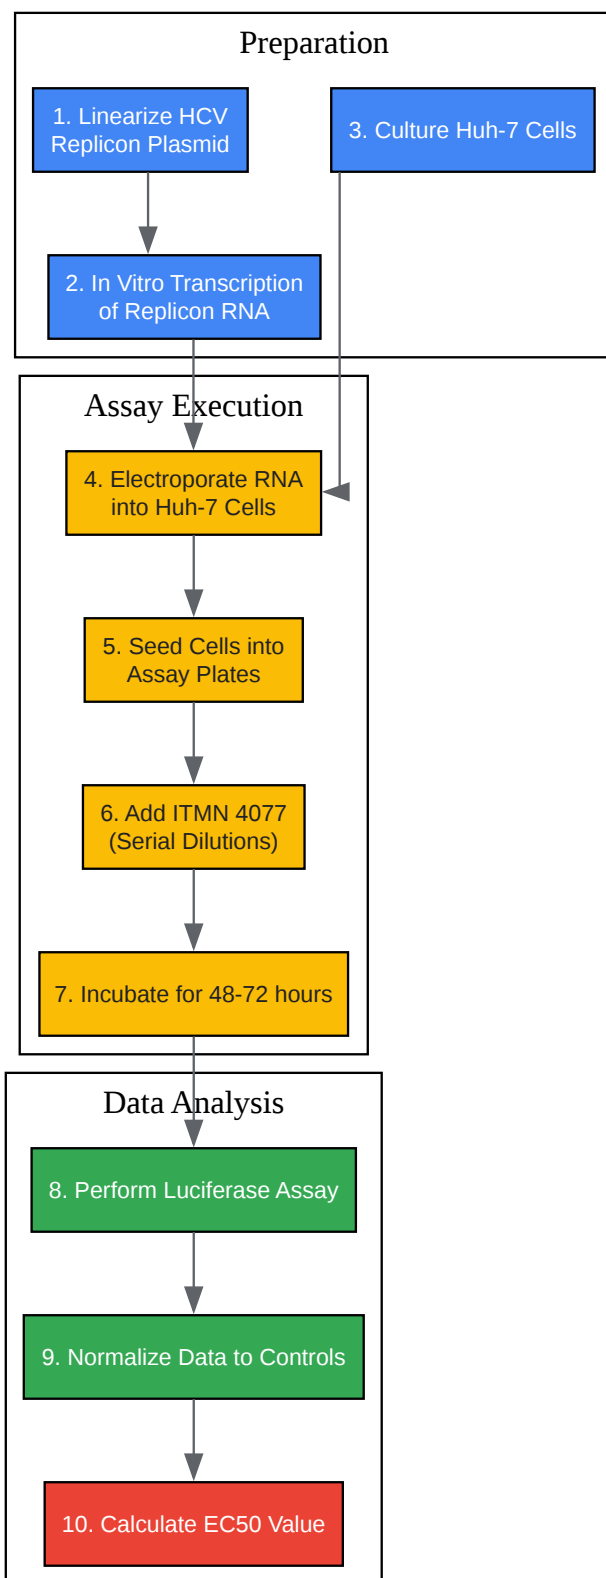 Preparation
1. Linearize HCV
Replicon Plasmid
3. Culture Huh-7 Cells
2. In Vitro Transcription
of Replicon RNA
Assay Execution
4. Electroporate RNA
into Huh-7 Cells
5. Seed Cells into
Assay Plates
6. Add ITMN 4077
(Serial Dilutions)
7. Incubate for 48-72 hours
Data Analysis
8. Perform Luciferase Assay
9. Normalize Data to Controls
10. Calculate EC50 Value